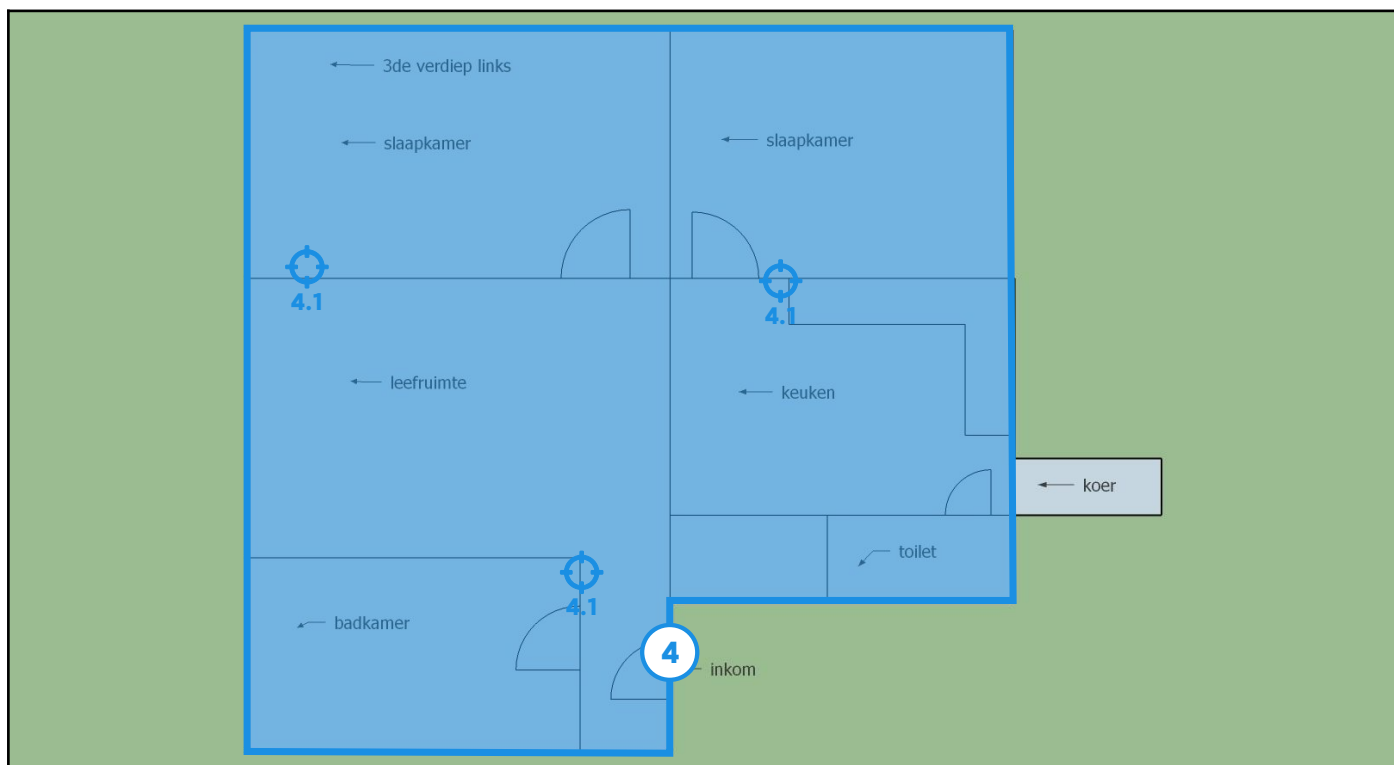 3de verdiep links
slaapkamer
slaapkamer
4.1
4.1
leefruimte
keuken
koer
toilet
4.1
badkamer
4
inkom